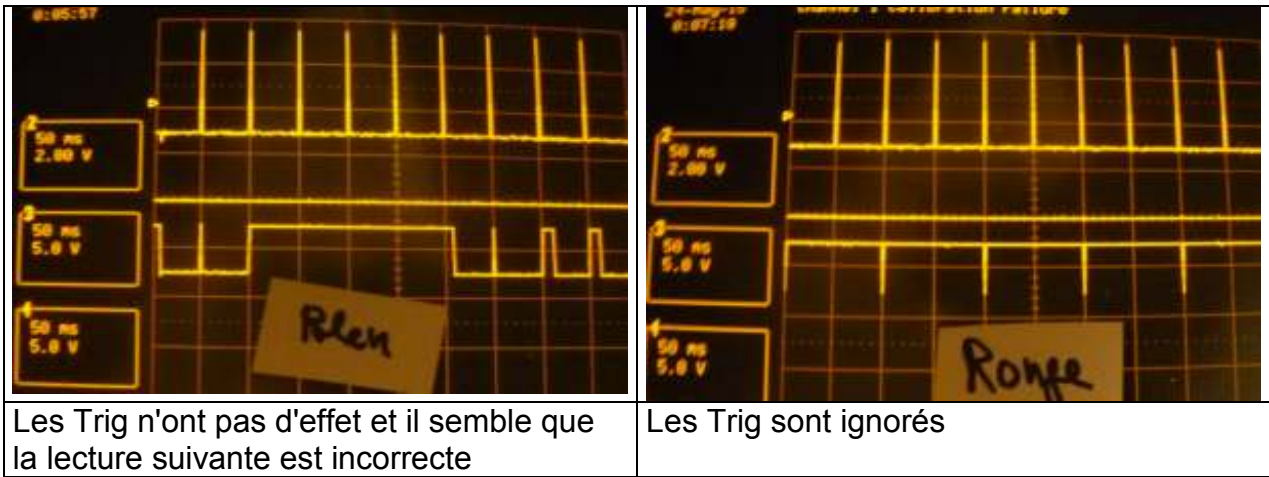 0:05:57
2
50 ms
2.00 V
3
50 ms
5.0 V
4
50 ms
5.0 V
0:07:10
2
50 ms
2.00 V
3
50 ms
5.0 V
4
50 ms
5.0 V
Rouge
Les Trig n'ont pas d'effet et il semble que
la lecture suivante est incorrecte
Les Trig sont ignorés